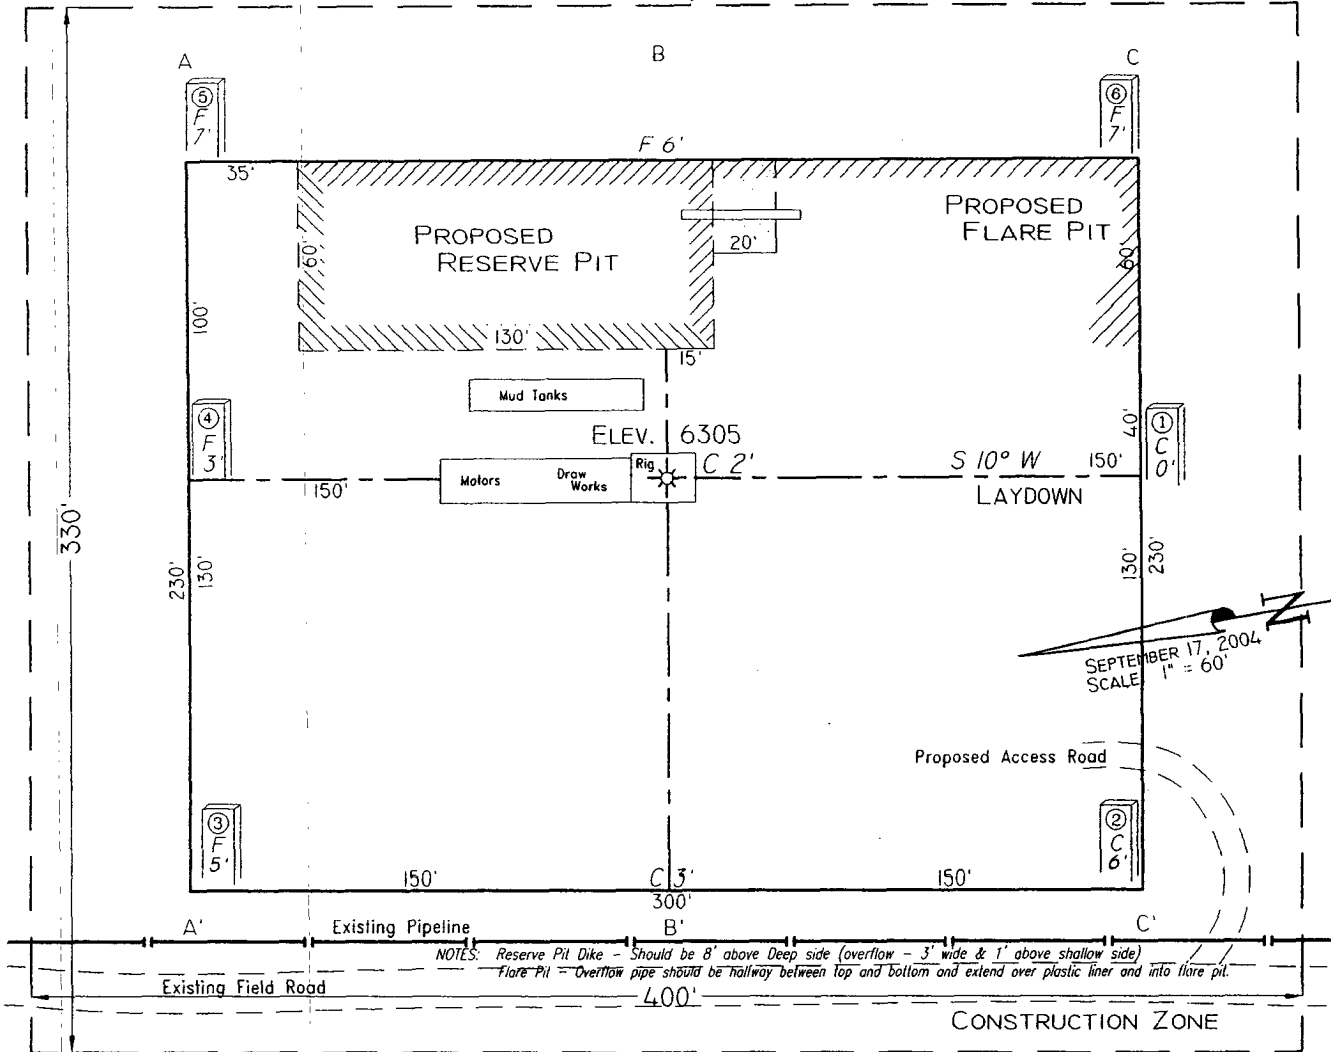 A
B
C
⑤
F
7'
⑥
F
7'
F 6'
35'
PROPOSED
RESERVE PIT
PROPOSED
FLARE PIT
60'
20'
60'
100'
130'
15'
Mud Tanks
④
F
3'
ELEV. 6305
①
C
0'
40'
Rig
C 2'
S 10° W
150'
Motors
Draw
Works
150'
LAYDOWN
330'
230'
130'
130'
230'
N
SEPTEMBER 17, 2004
SCALE 1" = 60'
Proposed Access Road
③
F
5'
②
C
6'
150'
C 3'
150'
300'
A'
Existing Pipeline
B'
C'
NOTES: Reserve Pit Dike - Should be 8' above Deep side (overflow - 3' wide & 1' above shallow side)
Flare Pit - Overflow pipe should be halfway between top and bottom and extend over plastic liner and into flare pit.
Existing Field Road
400'
CONSTRUCTION ZONE